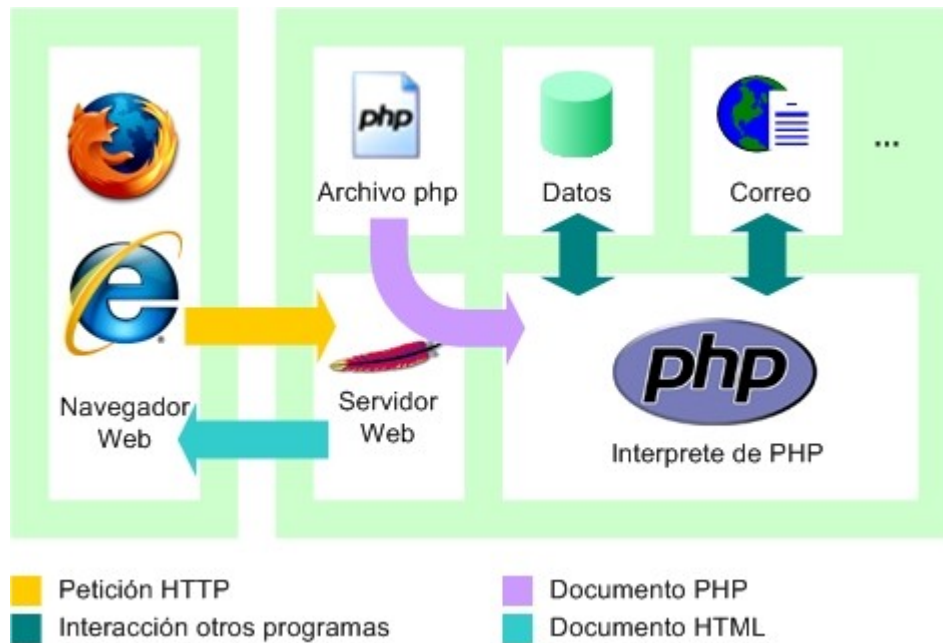 php
Archivo php
Datos
Correo
...
Navegador
Web
Servidor
Web
php
Interprete de PHP
Petición HTTP
Documento PHP
Interacción otros programas
Documento HTML